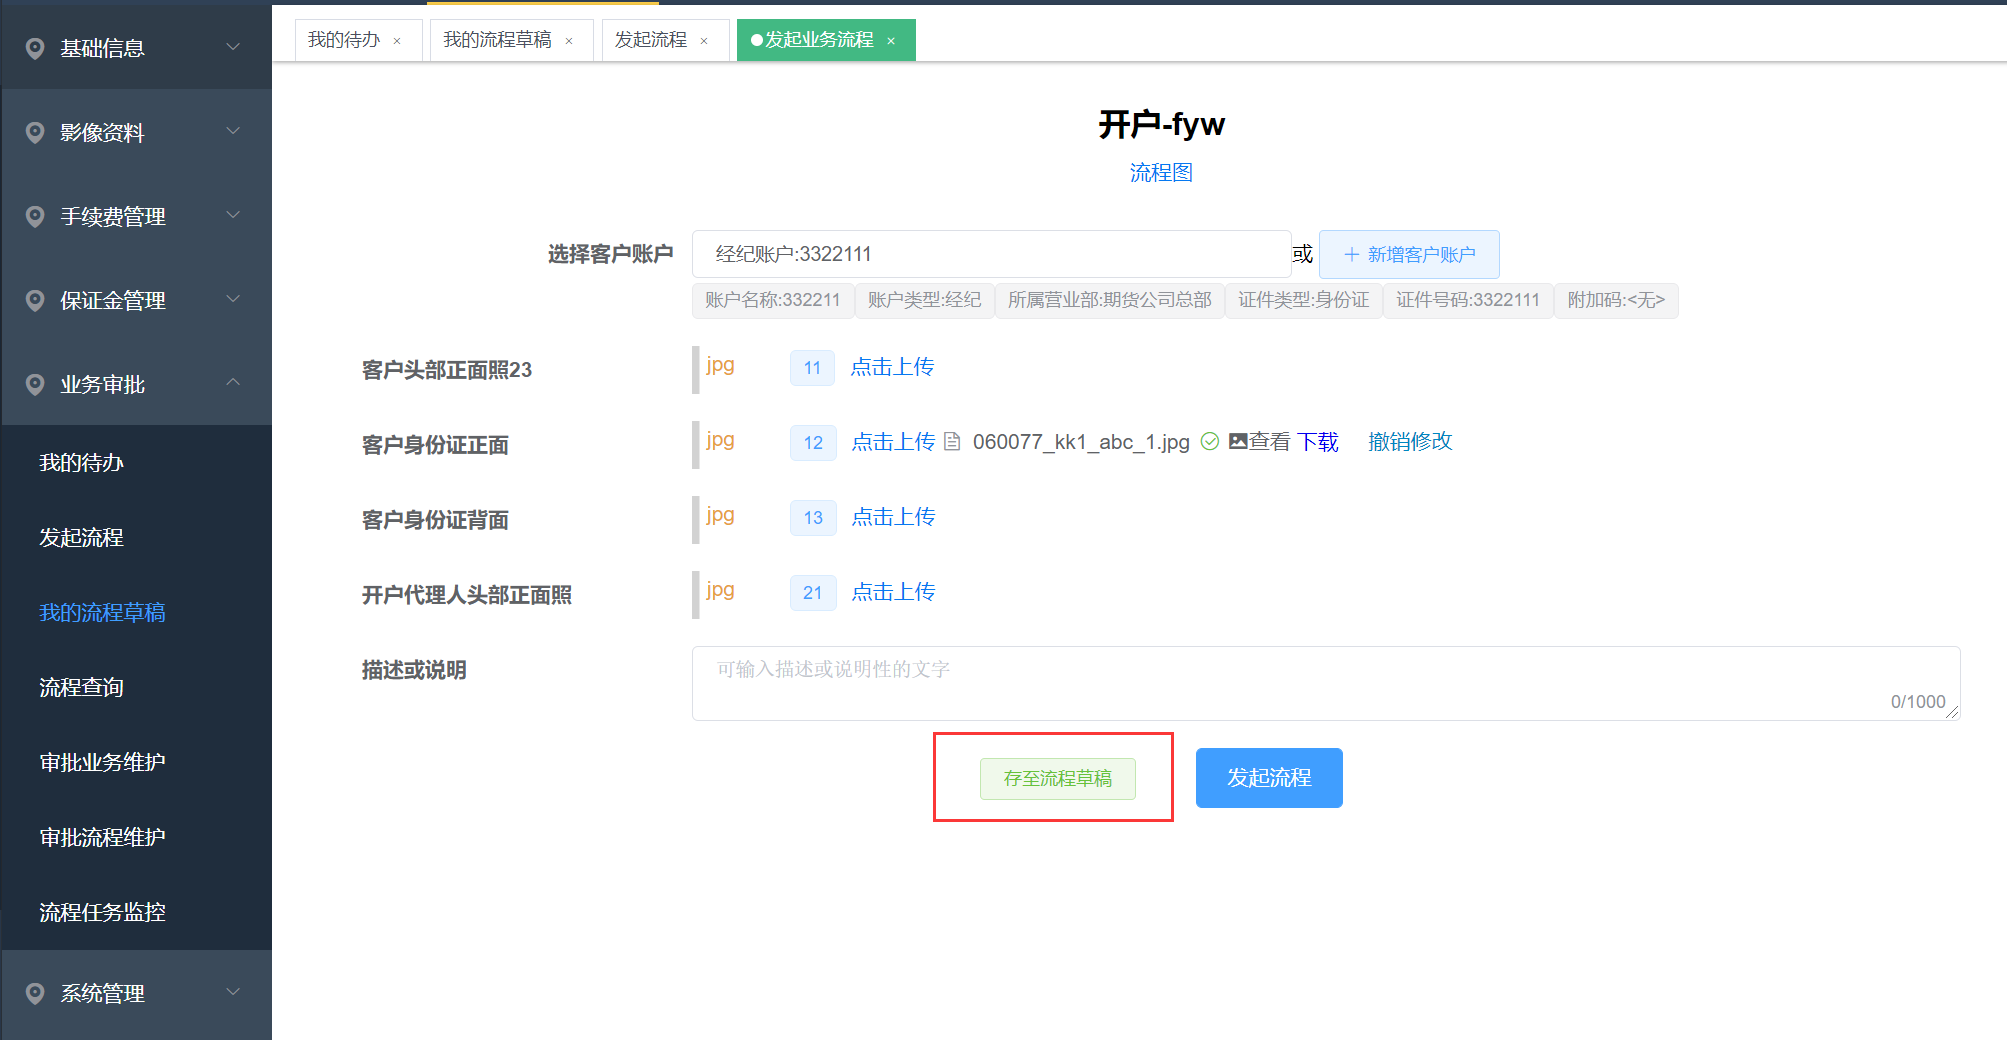 基础信息
影像资料
手续费管理
保证金管理
业务审批
我的待办
发起流程
我的流程草稿
流程查询
审批业务维护
审批流程维护
流程任务监控
系统管理
我的待办 × 我的流程草稿 × 发起流程 × 发起业务流程 ×
开户-fyw
流程图
选择客户账户 经纪账户:3322111 或 + 新增客户账户
账户名称:332211 账户类型:经纪 所属营业部:期货公司总部 证件类型:身份证 证件号码:3322111 附加码:<无>
客户头部正面照23 jpg 11 点击上传
客户身份证正面 jpg 12 点击上传 060077_kk1_abc_1.jpg 查看 下载 撤销修改
客户身份证背面 jpg 13 点击上传
开户代理人头部正面照 jpg 21 点击上传
描述或说明 可输入描述或说明性的文字
0/1000
存至流程草稿 发起流程